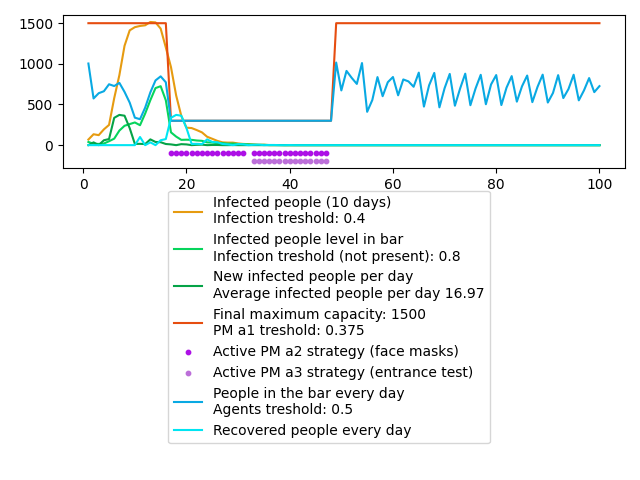 1500
1000
500
0
0
20
40
60
80
100
Infected people (10 days)
Infection treshold: 0.4
Infected people level in bar
Infection treshold (not present): 0.8
New infected people per day
Average infected people per day 16.97
Final maximum capacity: 1500
PM a1 treshold: 0.375
Active PM a2 strategy (face masks)
Active PM a3 strategy (entrance test)
People in the bar every day
Agents treshold: 0.5
Recovered people every day